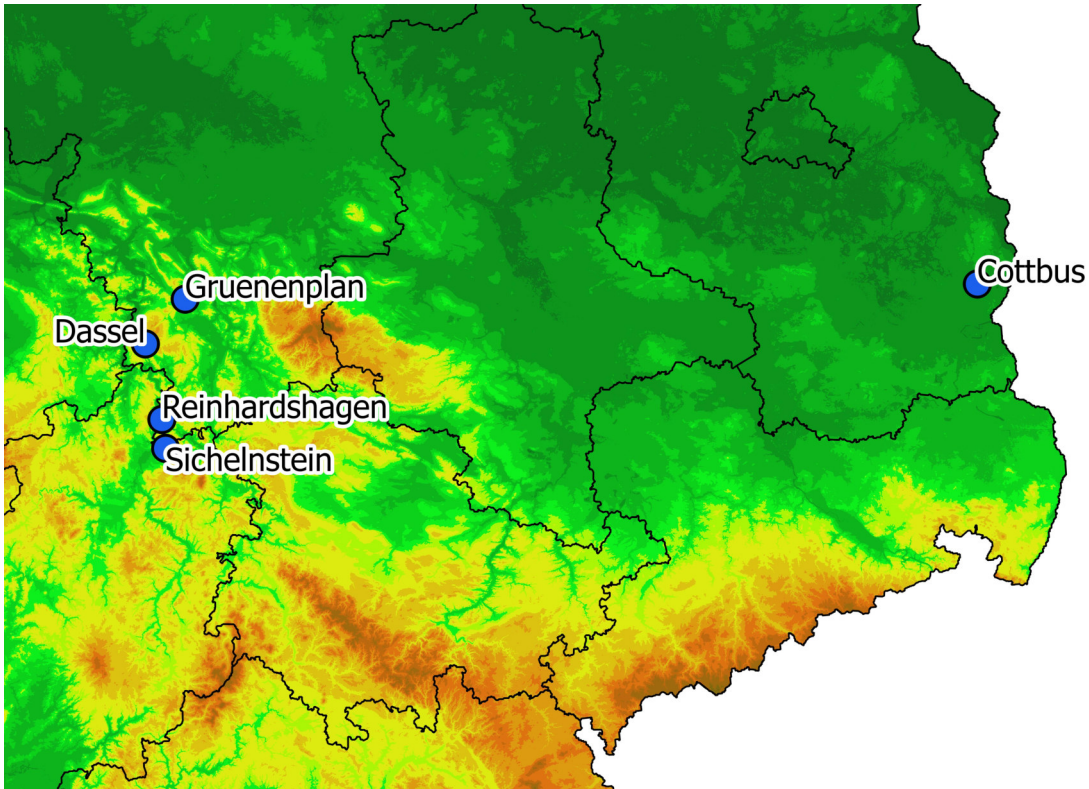 Cottbus
Gruenenplan
Dassel
Reinhardshagen
Sichelnstein